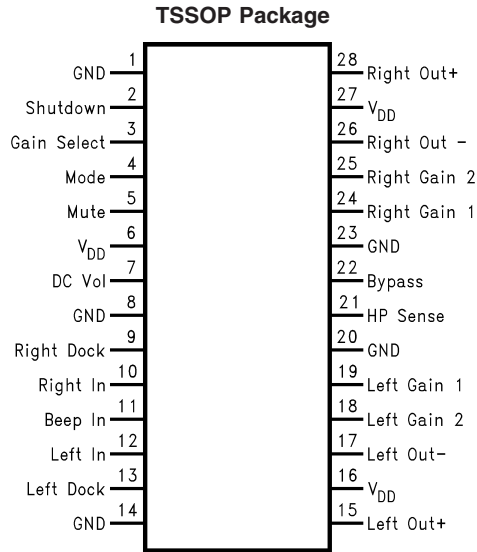 TSSOP Package
GND 1 28 Right Out+
Shutdown 2 27 VDD
Gain Select 3 26 Right Out -
Mode 4 25 Right Gain 2
Mute 5 24 Right Gain 1
VDD 6 23 GND
DC Vol 7 22 Bypass
GND 8 21 HP Sense
Right Dock 9 20 GND
Right In 10 19 Left Gain 1
Beep In 11 18 Left Gain 2
Left In 12 17 Left Out-
Left Dock 13 16 VDD
GND 14 15 Left Out+